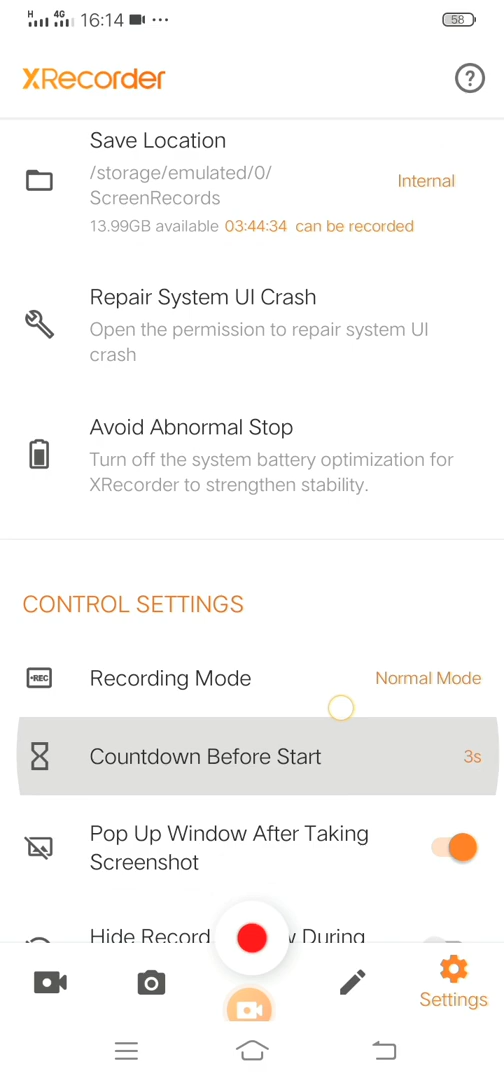 H 4G 16:14 ... 58
XRecorder
Save Location
/storage/emulated/0/
ScreenRecords
Internal
13.99GB available 03:44:34 can be recorded
Repair System UI Crash
Open the permission to repair system UI
crash
Avoid Abnormal Stop
Turn off the system battery optimization for
XRecorder to strengthen stability.
CONTROL SETTINGS
REC Recording Mode Normal Mode
Countdown Before Start 3s
Pop Up Window After Taking
Screenshot
Hide Record During
Settings